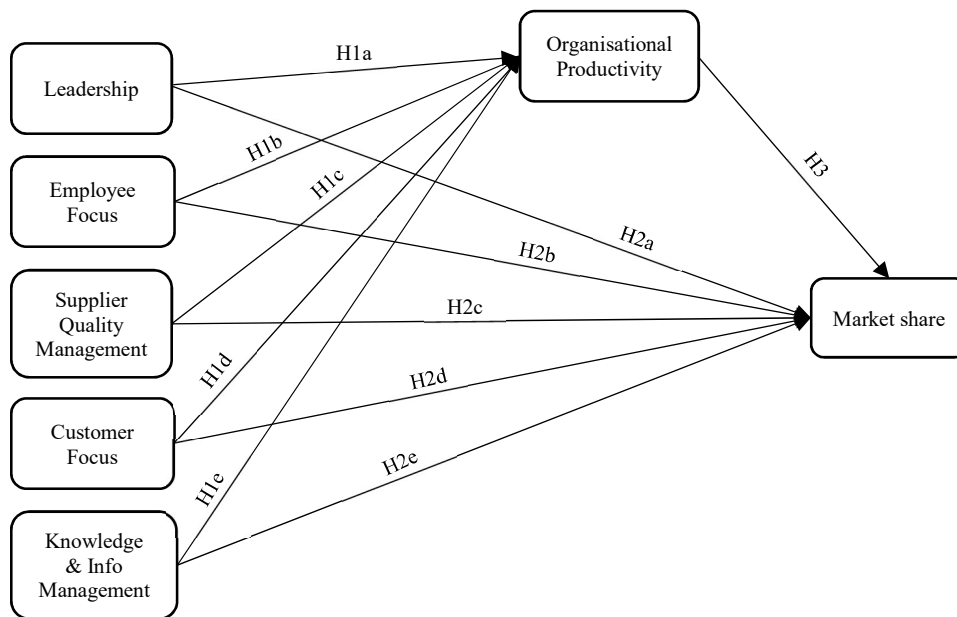 Organisational
Productivity
H1a
Leadership
H1b
H3
H1c
Employee
Focus
H2a
H2b
Supplier
Quality
Management
H2c
Market share
H1d
H2d
Customer
Focus
H2e
H1e
Knowledge
& Info
Management